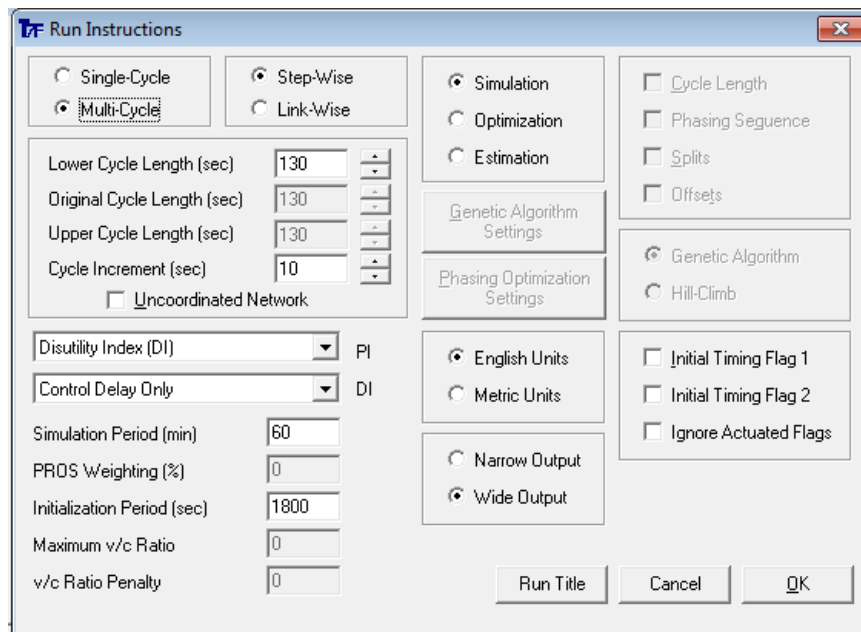 T7F Run Instructions
Single-Cycle
Multi-Cycle
Step-Wise
Link-Wise
Lower Cycle Length (sec) 130
Original Cycle Length (sec) 130
Upper Cycle Length (sec) 130
Cycle Increment (sec) 10
Uncoordinated Network
Disutility Index (DI) PI
Control Delay Only DI
Simulation Period (min) 60
PROS Weighting (%) 0
Initialization Period (sec) 1800
Maximum v/c Ratio 0
v/c Ratio Penalty 0
Simulation
Optimization
Estimation
Genetic Algorithm
Settings
Phasing Optimization
Settings
English Units
Metric Units
Narrow Output
Wide Output
Cycle Length
Phasing Sequence
Splits
Offsets
Genetic Algorithm
Hill-Climb
Initial Timing Flag 1
Initial Timing Flag 2
Ignore Actuated Flags
Run Title Cancel OK